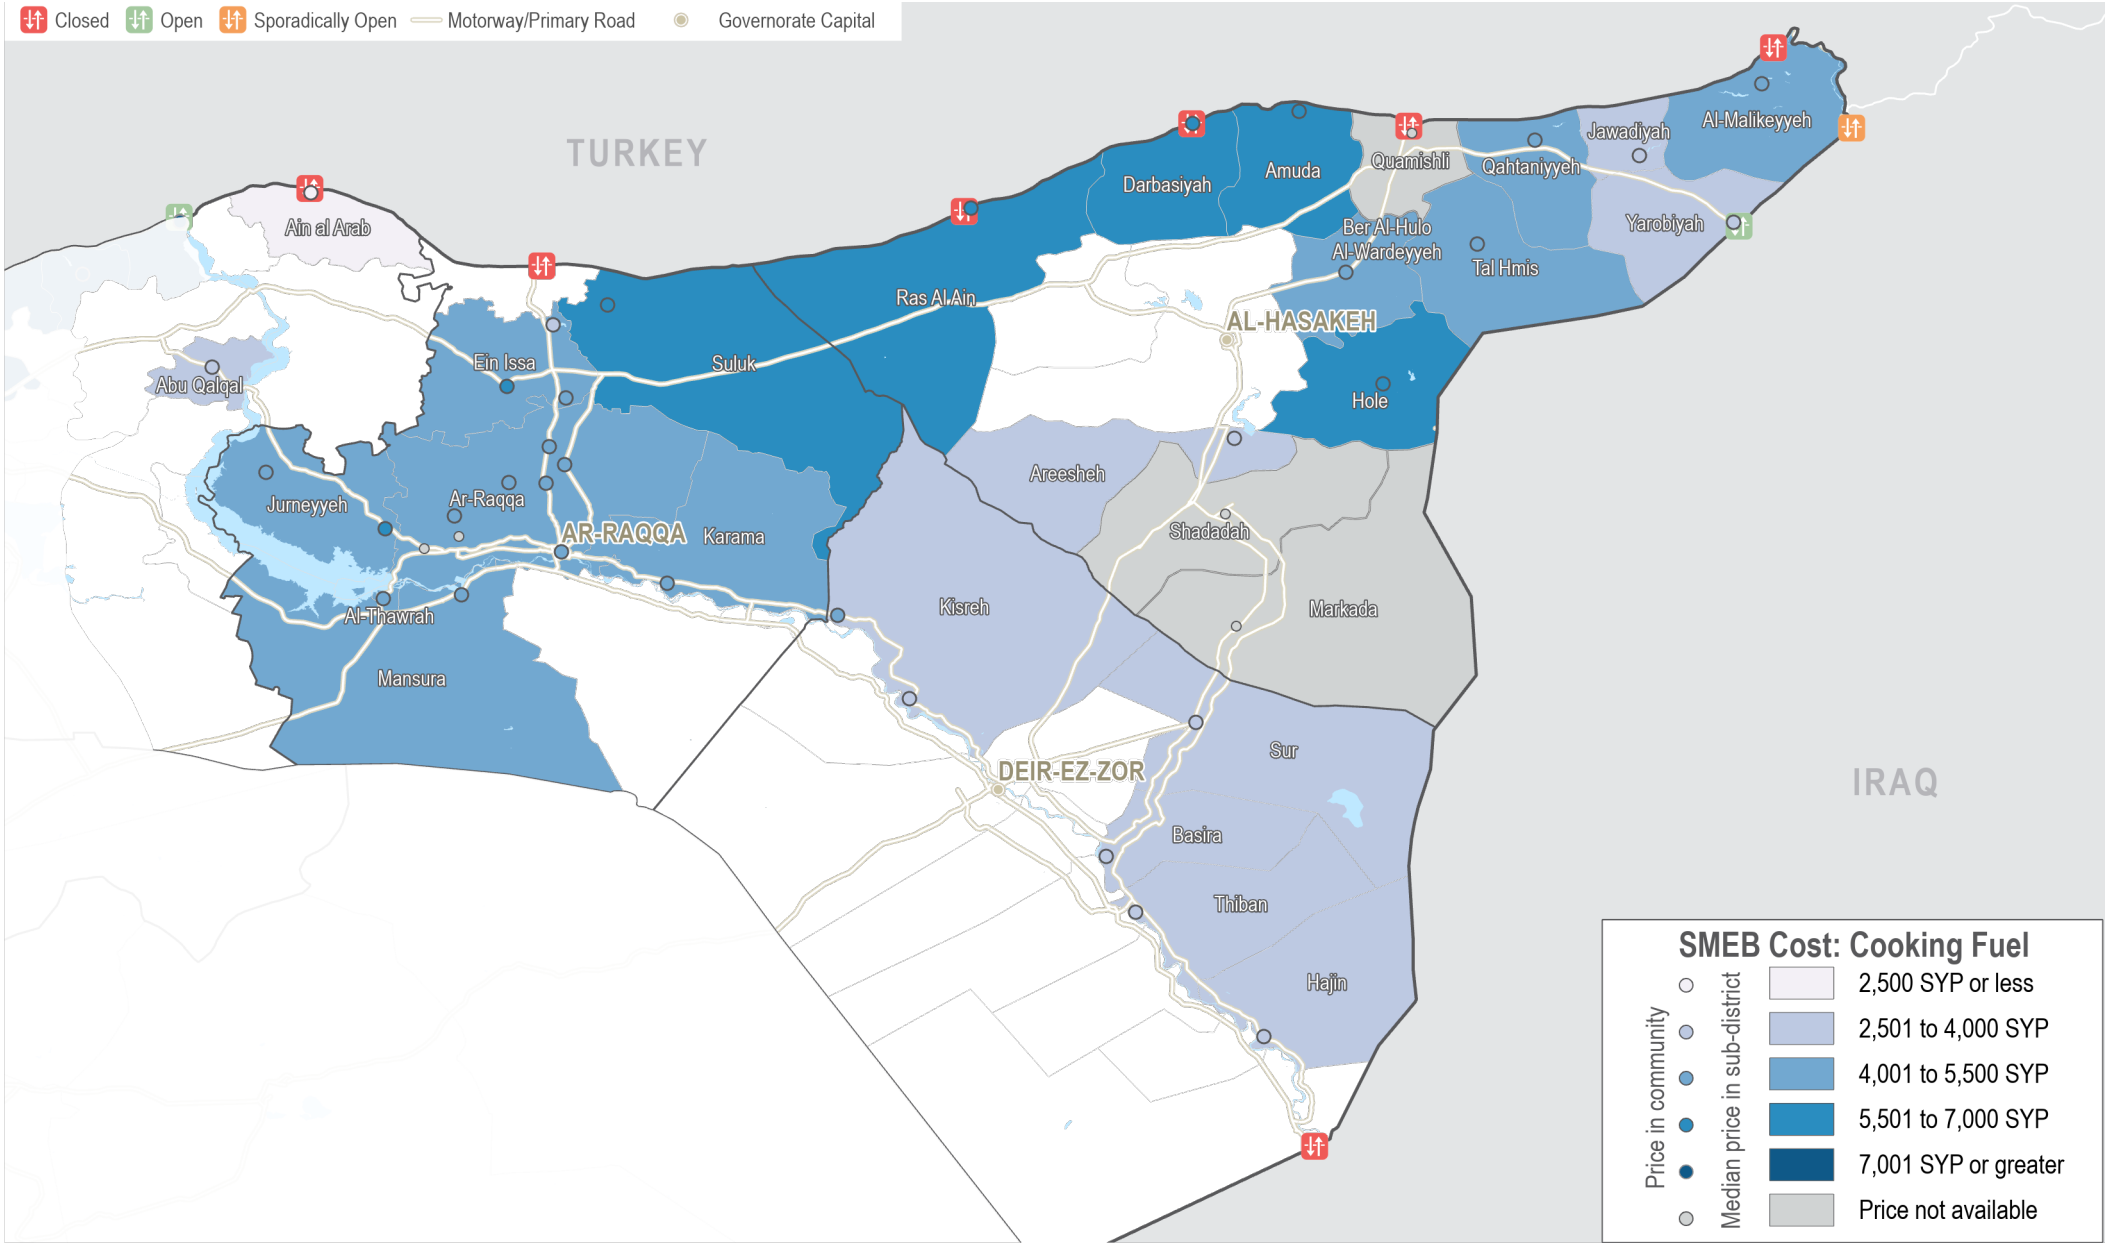 Closed
Open
Sporadically Open
Motorway/Primary Road
Governorate Capital
TURKEY
Al-Malikeyyeh
Jawadiyah
Quamishli
Qahtaniyyeh
Amuda
Darbasiyah
Ain al Arab
Yarobiyah
Ber Al-Hulo
Al-Wardeyyeh
Tal Hmis
Ras Al Ain
AL-HASAKEH
Ein Issa
Suluk
Abu Qalqal
Hole
Areesheh
Jurneyyeh
Ar-Raqqa
AR-RAQQA
Karama
Shadadah
Kisreh
Markada
Al-Thawrah
Mansura
Sur
DEIR-EZ-ZOR
IRAQ
Basira
Thiban
Hajin
SMEB Cost: Cooking Fuel
Price in community
Median price in sub-district
2,500 SYP or less
2,501 to 4,000 SYP
4,001 to 5,500 SYP
5,501 to 7,000 SYP
7,001 SYP or greater
Price not available